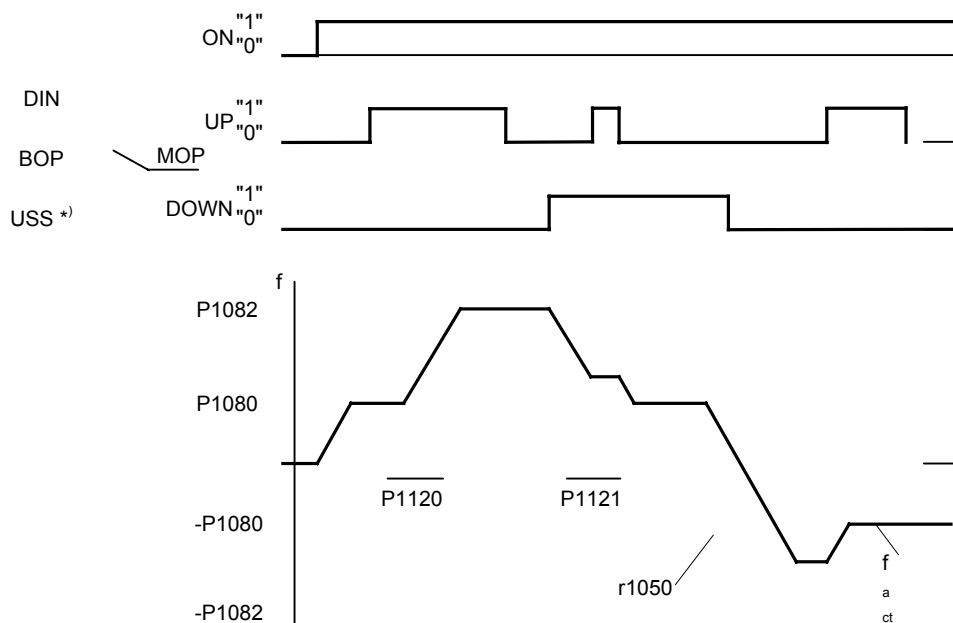 ON "1"
"0"
DIN
UP "1"
"0"
BOP
MOP
DOWN "1"
"0"
USS *)
f
P1082
P1080
P1120
P1121
-P1080
r1050
f
a
ct
-P1082